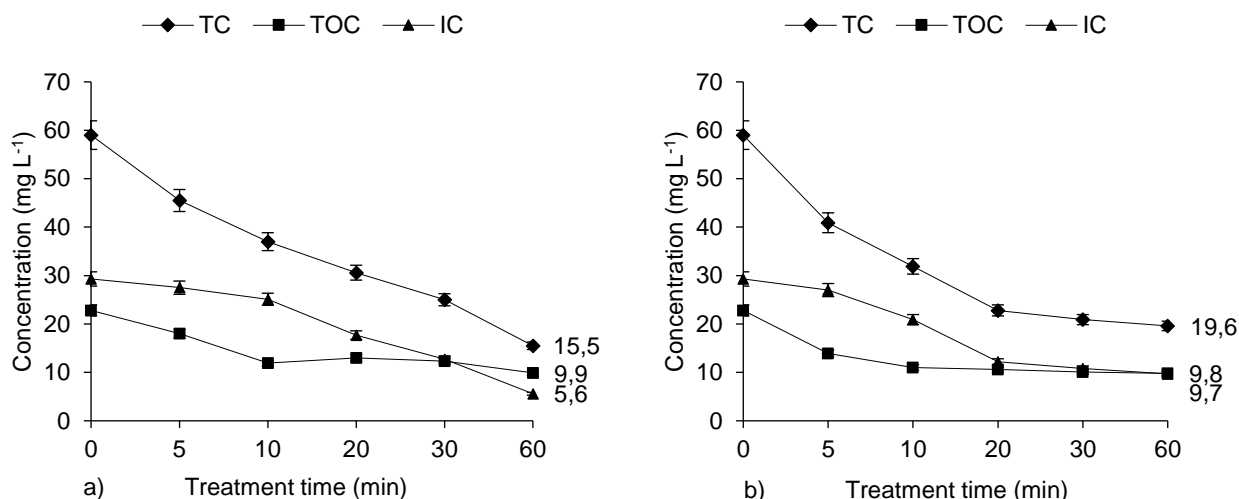 TC TOC IC
70
60
50
40
30
20
10
0
Concentration (mg L-1)
15,5
9,9
5,6
0 5 10 20 30 60
a) Treatment time (min)
TC TOC IC
70
60
50
40
30
20
10
0
Concentration (mg L-1)
19,6
9,8
9,7
0 5 10 20 30 60
b) Treatment time (min)